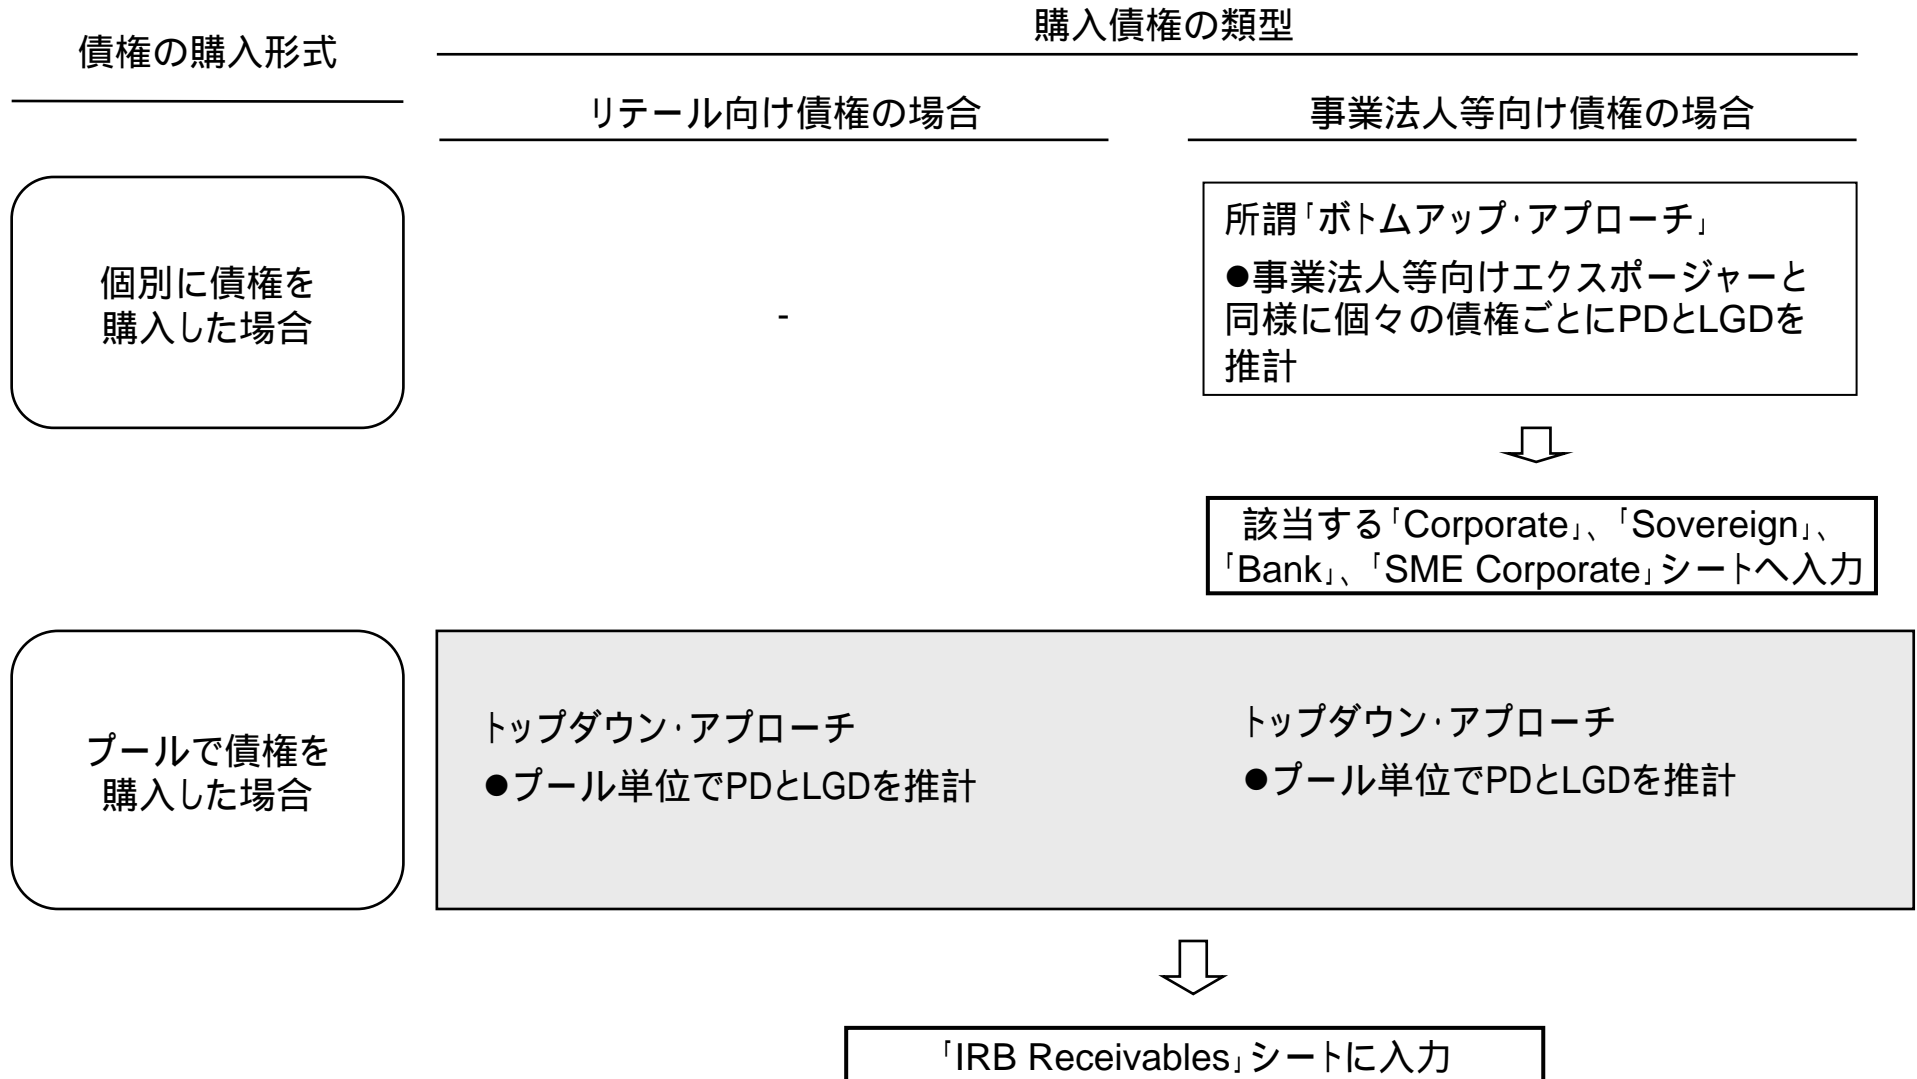 債権の購入形式
購入債権の類型
リテール向け債権の場合
事業法人等向け債権の場合
個別に債権を
購入した場合
-
所謂「ボトムアップ・アプローチ」
●事業法人等向けエクスポージャーと
同様に個々の債権ごとにPDとLGDを
推計
該当する「Corporate」、「Sovereign」、
「Bank」、「SME Corporate」シートへ入力
プールで債権を
購入した場合
トップダウン・アプローチ
●プール単位でPDとLGDを推計
トップダウン・アプローチ
●プール単位でPDとLGDを推計
「IRB Receivables」シートに入力